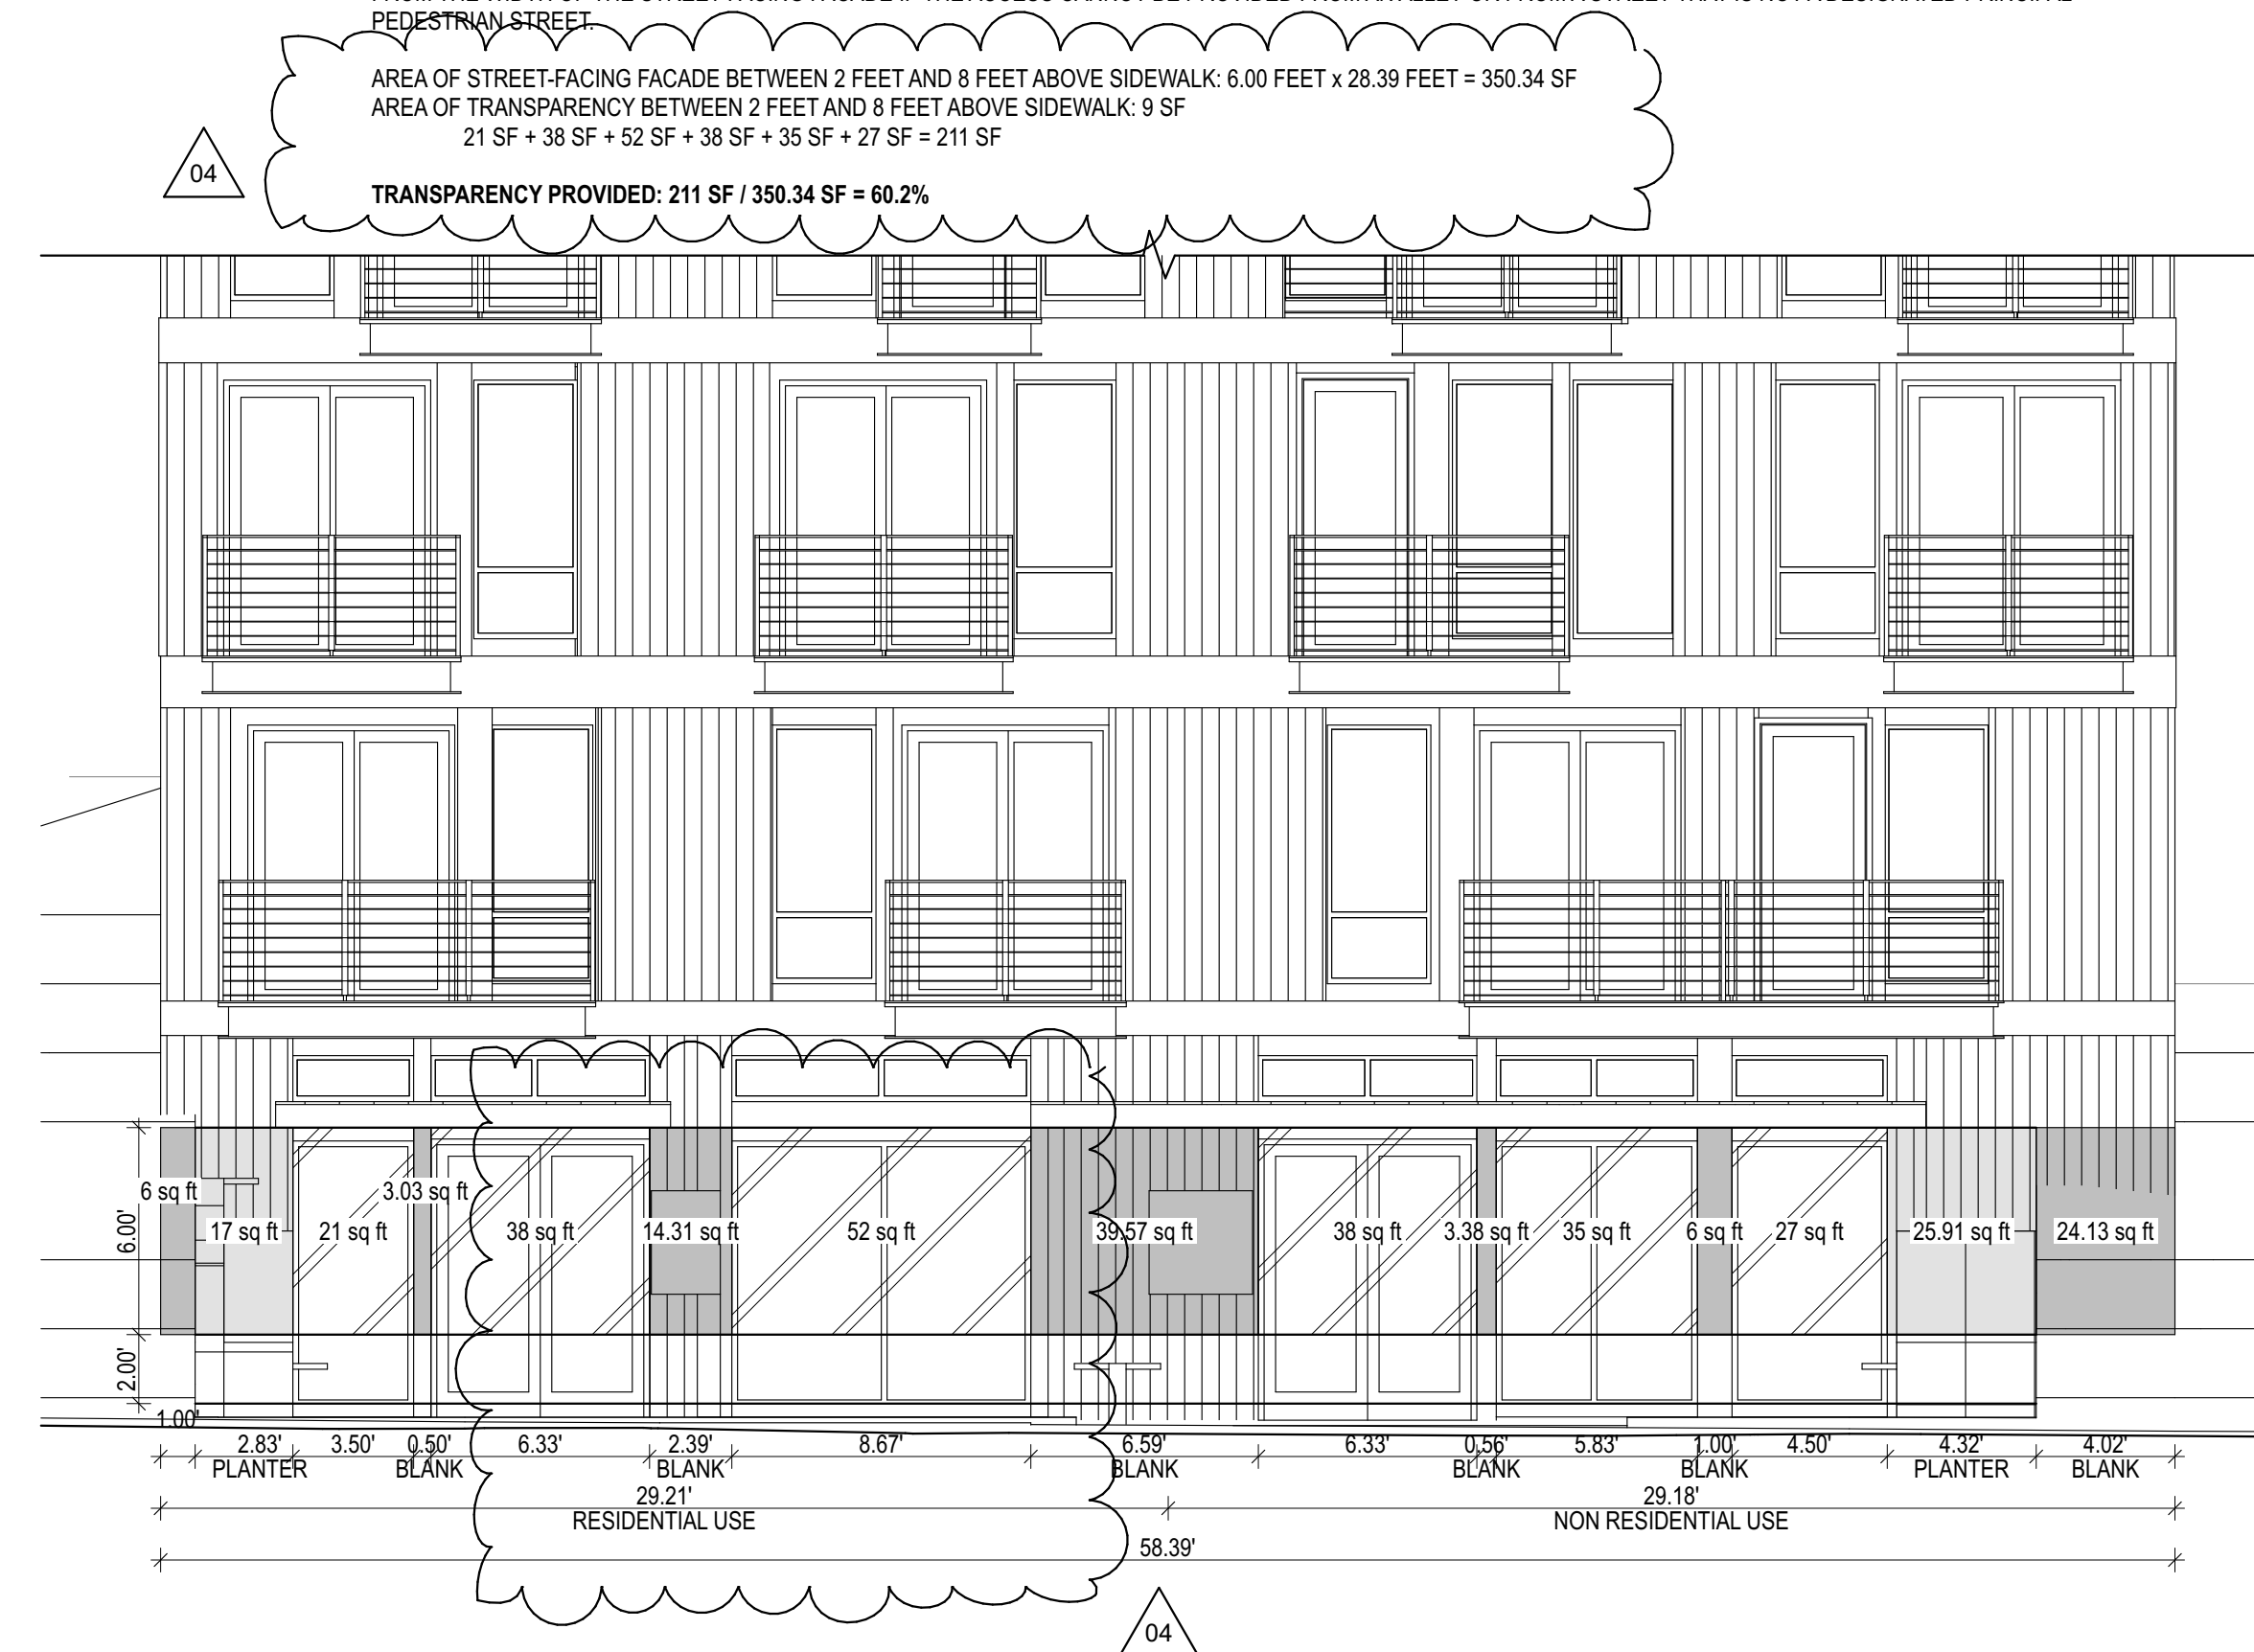 PEDESTRIAN STREET.
AREA OF STREET-FACING FACADE BETWEEN 2 FEET AND 8 FEET ABOVE SIDEWALK: 6.00 FEET x 28.39 FEET = 350.34 SF
AREA OF TRANSPARENCY BETWEEN 2 FEET AND 8 FEET ABOVE SIDEWALK: 9 SF
21 SF + 38 SF + 52 SF + 38 SF + 35 SF + 27 SF = 211 SF
04
TRANSPARENCY PROVIDED: 211 SF / 350.34 SF = 60.2%
6 sq ft 3.03 sq ft
17 sq ft 21 sq ft 38 sq ft 14.31 sq ft 52 sq ft 39.57 sq ft 38 sq ft 3.38 sq ft 35 sq ft 6 sq ft 27 sq ft 25.91 sq ft 24.13 sq ft
6.00'
2.00'
1.00'
2.83' 3.50' 0.50' 6.33' 2.39' 8.67' 6.59' 6.33' 0.56' 5.83' 1.00' 4.50' 4.32' 4.02'
PLANTER BLANK BLANK BLANK BLANK BLANK PLANTER BLANK
29.21' 29.18'
RESIDENTIAL USE NON RESIDENTIAL USE
58.39'
04